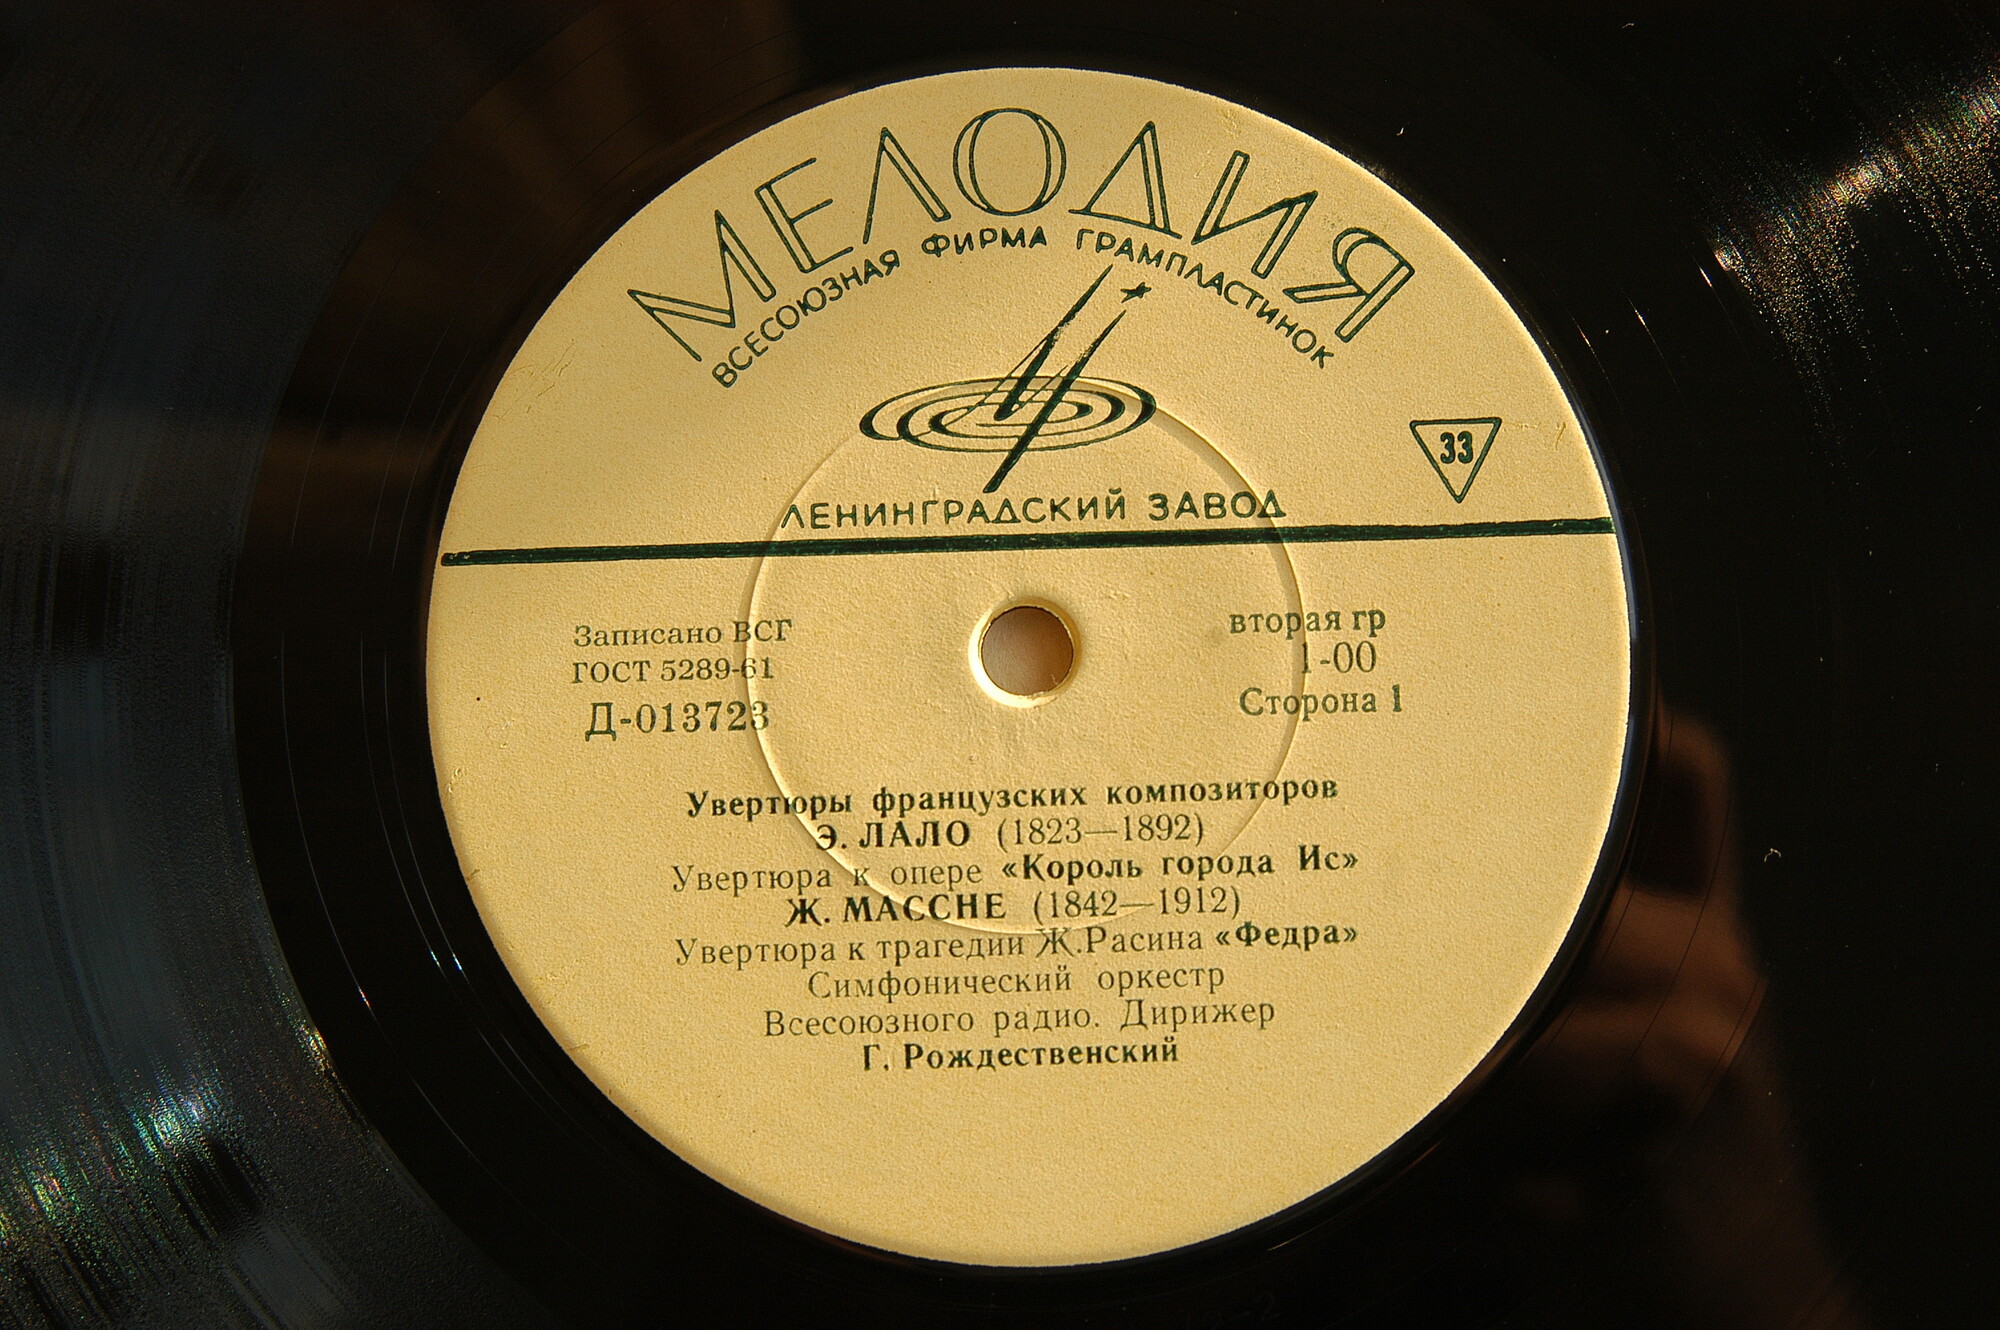 МЕЛОДИЯ
ВСЕСОЮЗНАЯ ФИРМА ГРАМПЛАСТИНОК
33
ЛЕНИНГРАДСКИЙ ЗАВОД
Записано ВСГ
ГОСТ 5289-61
Д-013723
вторая гр
1-00
Сторона 1
Увертюры французских композиторов
Э. ЛАЛО (1823—1892)
Увертюра к опере «Король города Ис»
Ж. МАССНЕ (1842—1912)
Увертюра к трагедии Ж.Расина «Федра»
Симфонический оркестр
Всесоюзного радио. Дирижер
Г. Рождественский